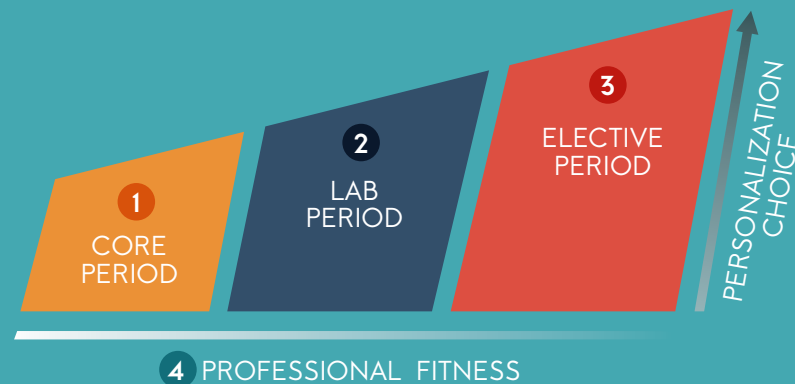 1
CORE
PERIOD
2
LAB
PERIOD
3
ELECTIVE
PERIOD
PERSONALIZATION
CHOICE
4 PROFESSIONAL FITNESS